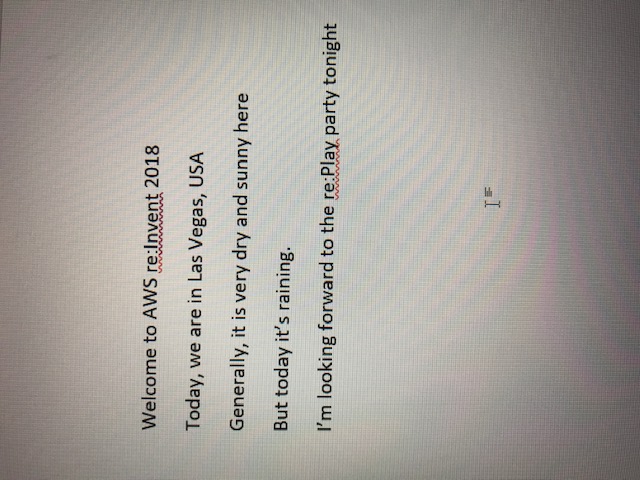 Welcome to AWS re:Invent 2018
Today, we are in Las Vegas, USA
Generally, it is very dry and sunny here
But today it's raining.
I'm looking forward to the re:Play party tonight